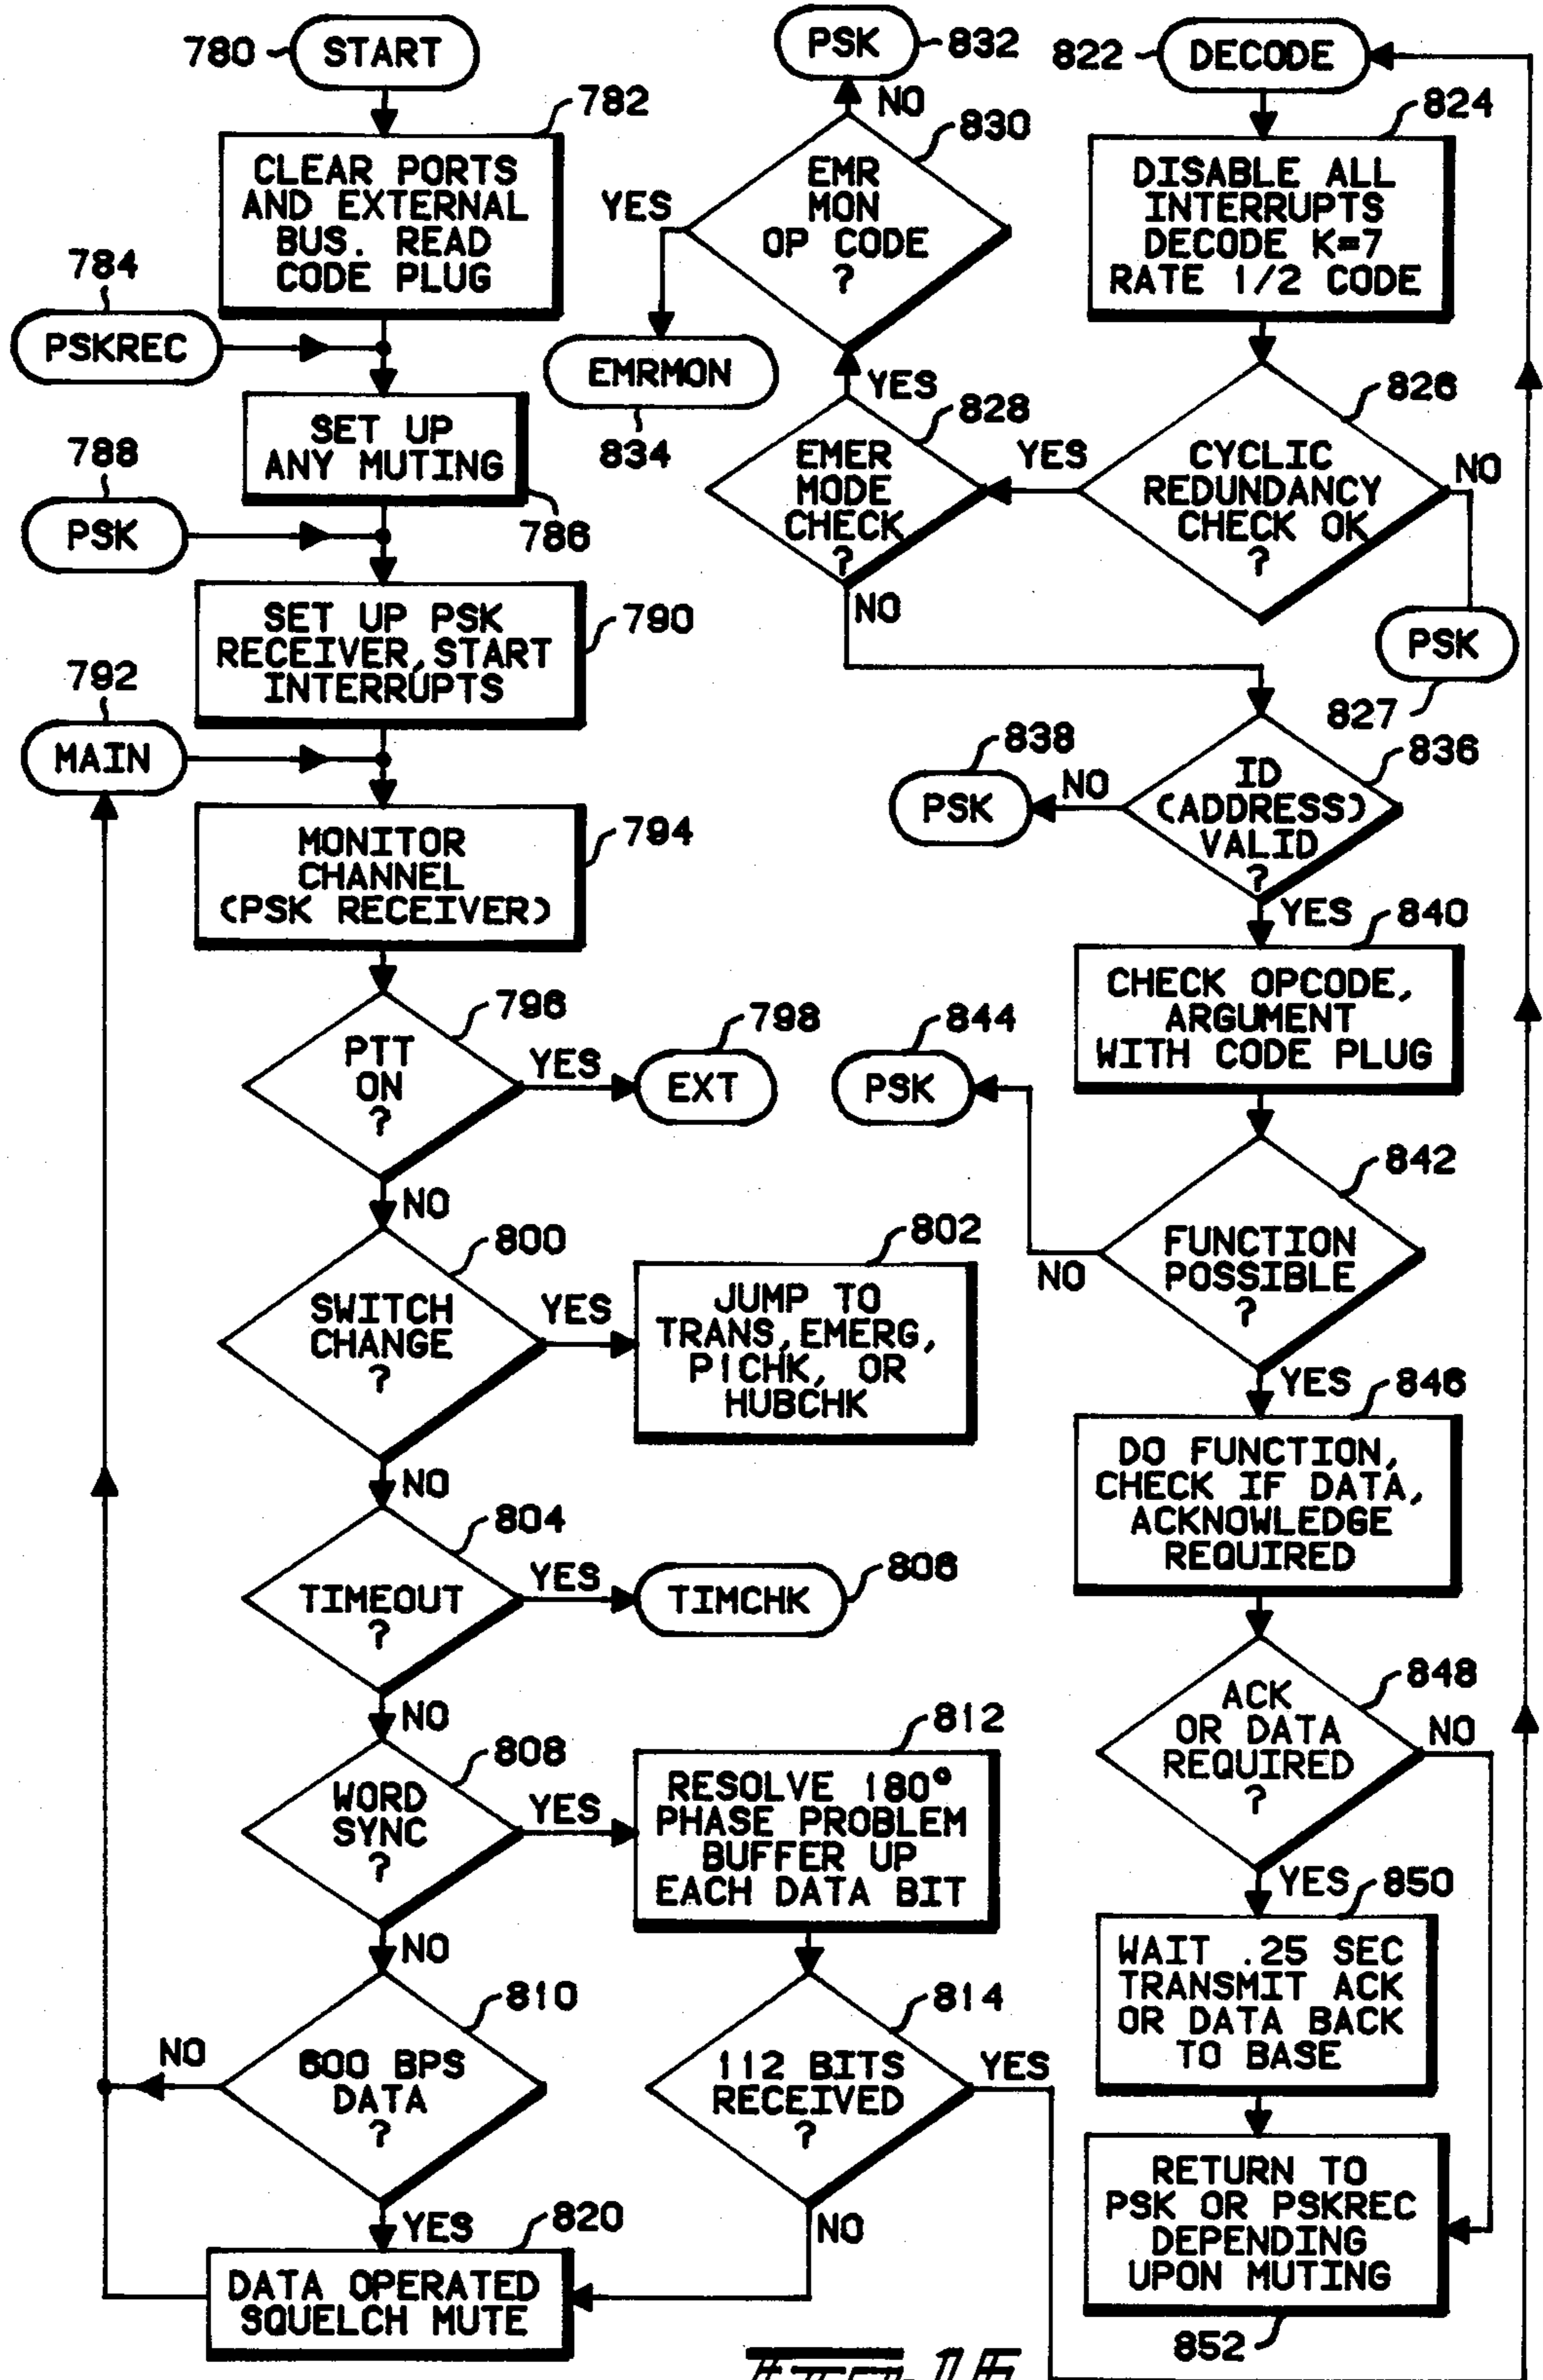 780
START
782
CLEAR PORTS
AND EXTERNAL
BUS. READ
CODE PLUG
784
PSKREC
SET UP
ANY MUTING
786
788
PSK
SET UP PSK
RECEIVER, START
INTERRUPTS
790
792
MAIN
MONITOR
CHANNEL
(PSK RECEIVER)
794
PTT
ON
?
796
YES
798
EXT
NO
SWITCH
CHANGE
?
800
YES
802
JUMP TO
TRANS, EMERG,
P1CHK, OR
HUBCHK
NO
TIMEOUT
?
804
YES
TIMCHK
806
NO
WORD
SYNC
?
808
YES
812
RESOLVE 180°
PHASE PROBLEM
BUFFER UP
EACH DATA BIT
NO
600 BPS
DATA
?
810
NO
YES
814
112 BITS
RECEIVED
?
YES
NO
820
DATA OPERATED
SQUELCH MUTE
PSK
832
NO
830
EMR
MON
OP CODE
?
YES
EMRMON
834
YES
828
EMER
MODE
CHECK
?
NO
822
DECODE
824
DISABLE ALL
INTERRUPTS
DECODE K=7
RATE 1/2 CODE
826
CYCLIC
REDUNDANCY
CHECK OK
?
YES
NO
PSK
827
836
ID
(ADDRESS)
VALID
?
NO
838
PSK
YES
840
CHECK OPCODE,
ARGUMENT
WITH CODE PLUG
844
PSK
842
FUNCTION
POSSIBLE
?
NO
YES
846
DO FUNCTION,
CHECK IF DATA,
ACKNOWLEDGE
REQUIRED
848
ACK
OR DATA
REQUIRED
?
NO
YES
850
WAIT .25 SEC
TRANSMIT ACK
OR DATA BACK
TO BASE
RETURN TO
PSK OR PSKREC
DEPENDING
UPON MUTING
852